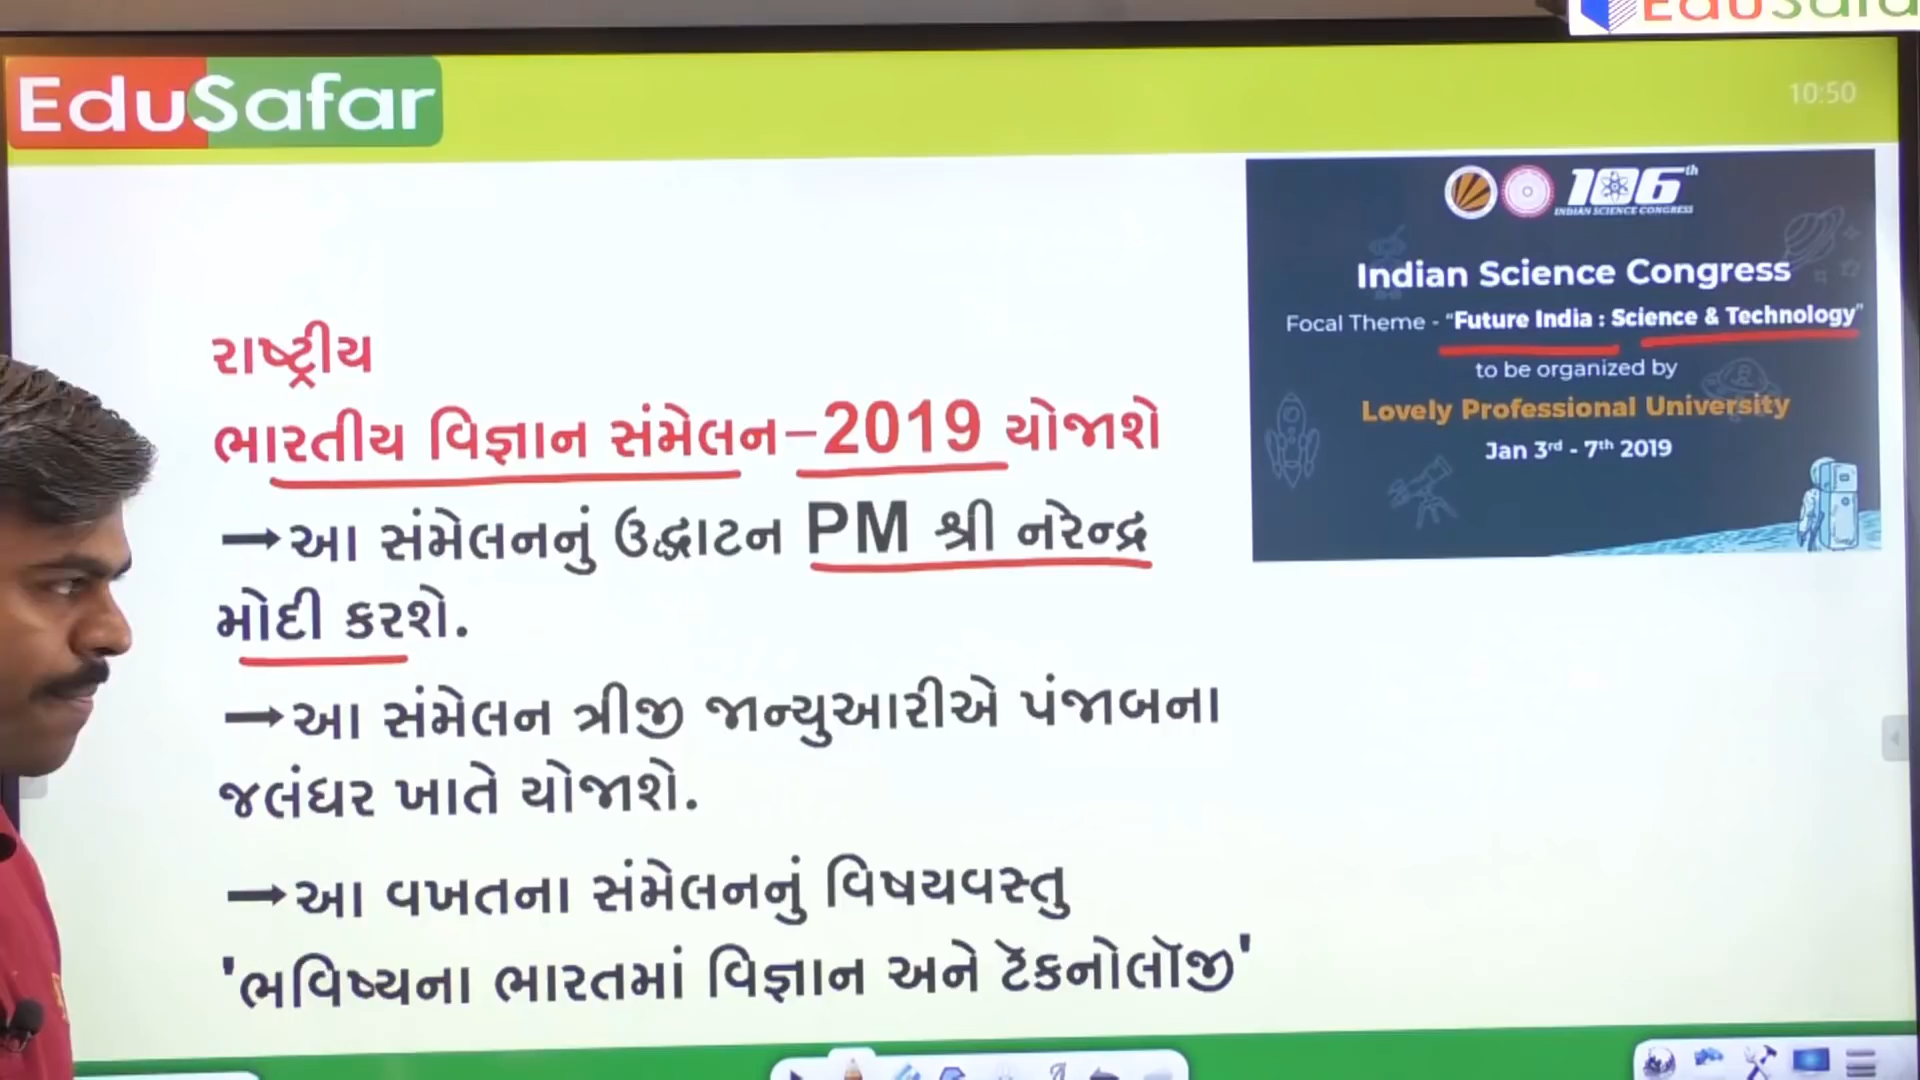 EduSafar
EduSafa
10:50
106th
INDIAN SCIENCE CONGRESS
Indian Science Congress
Focal Theme - "Future India : Science & Technology"
to be organized by
Lovely Professional University
Jan 3rd - 7th 2019
રાષ્ટ્રીય
ભારતીય વિજ્ઞાન સંમેલન–2019 યોજાશે
→આ સંમેલનનું ઉદ્ઘાટન PM શ્રી નરેન્દ્ર
મોદી કરશે.
→આ સંમેલન ત્રીજી જાન્યુઆરીએ પંજાબના
જલંધર ખાતે યોજાશે.
→આ વખતના સંમેલનનું વિષયવસ્તુ
'ભવિષ્યના ભારતમાં વિજ્ઞાન અને ટૅકનોલૉજી'